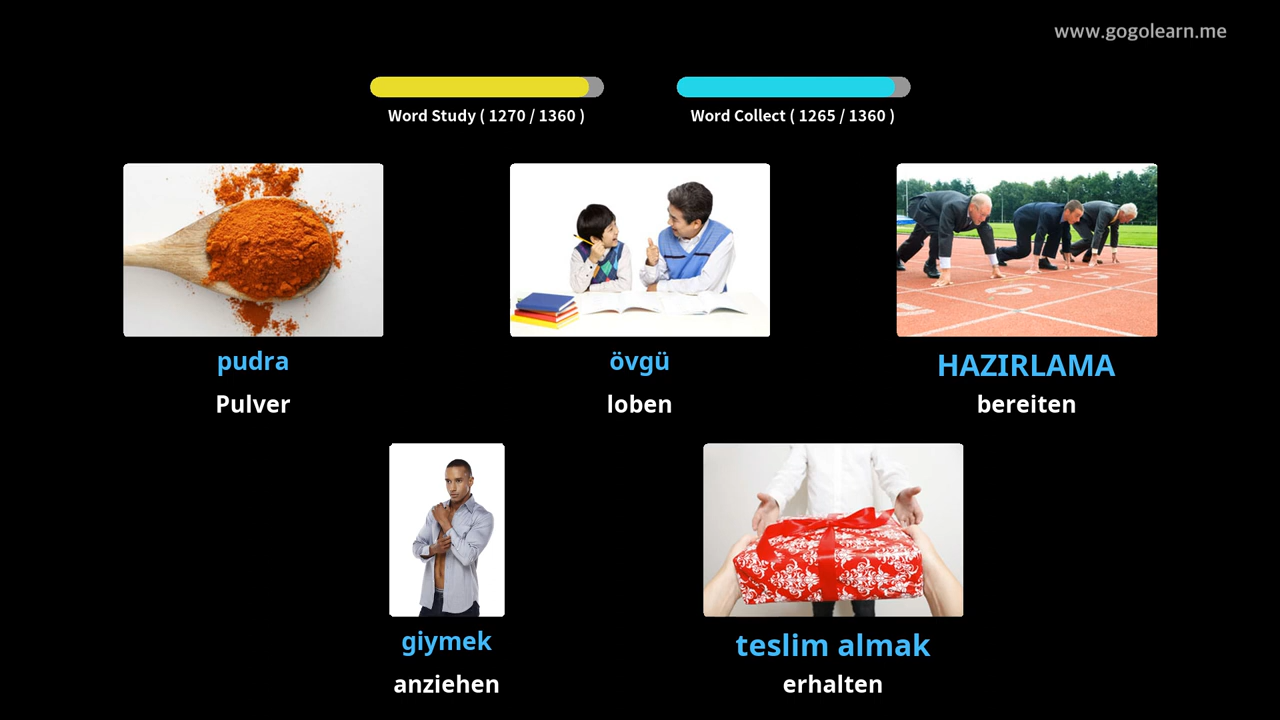 www.gogolearn.me
Word Study ( 1270 / 1360 )
Word Collect ( 1265 / 1360 )
pudra
Pulver
övgü
loben
HAZIRLAMA
bereiten
giymek
anziehen
teslim almak
erhalten